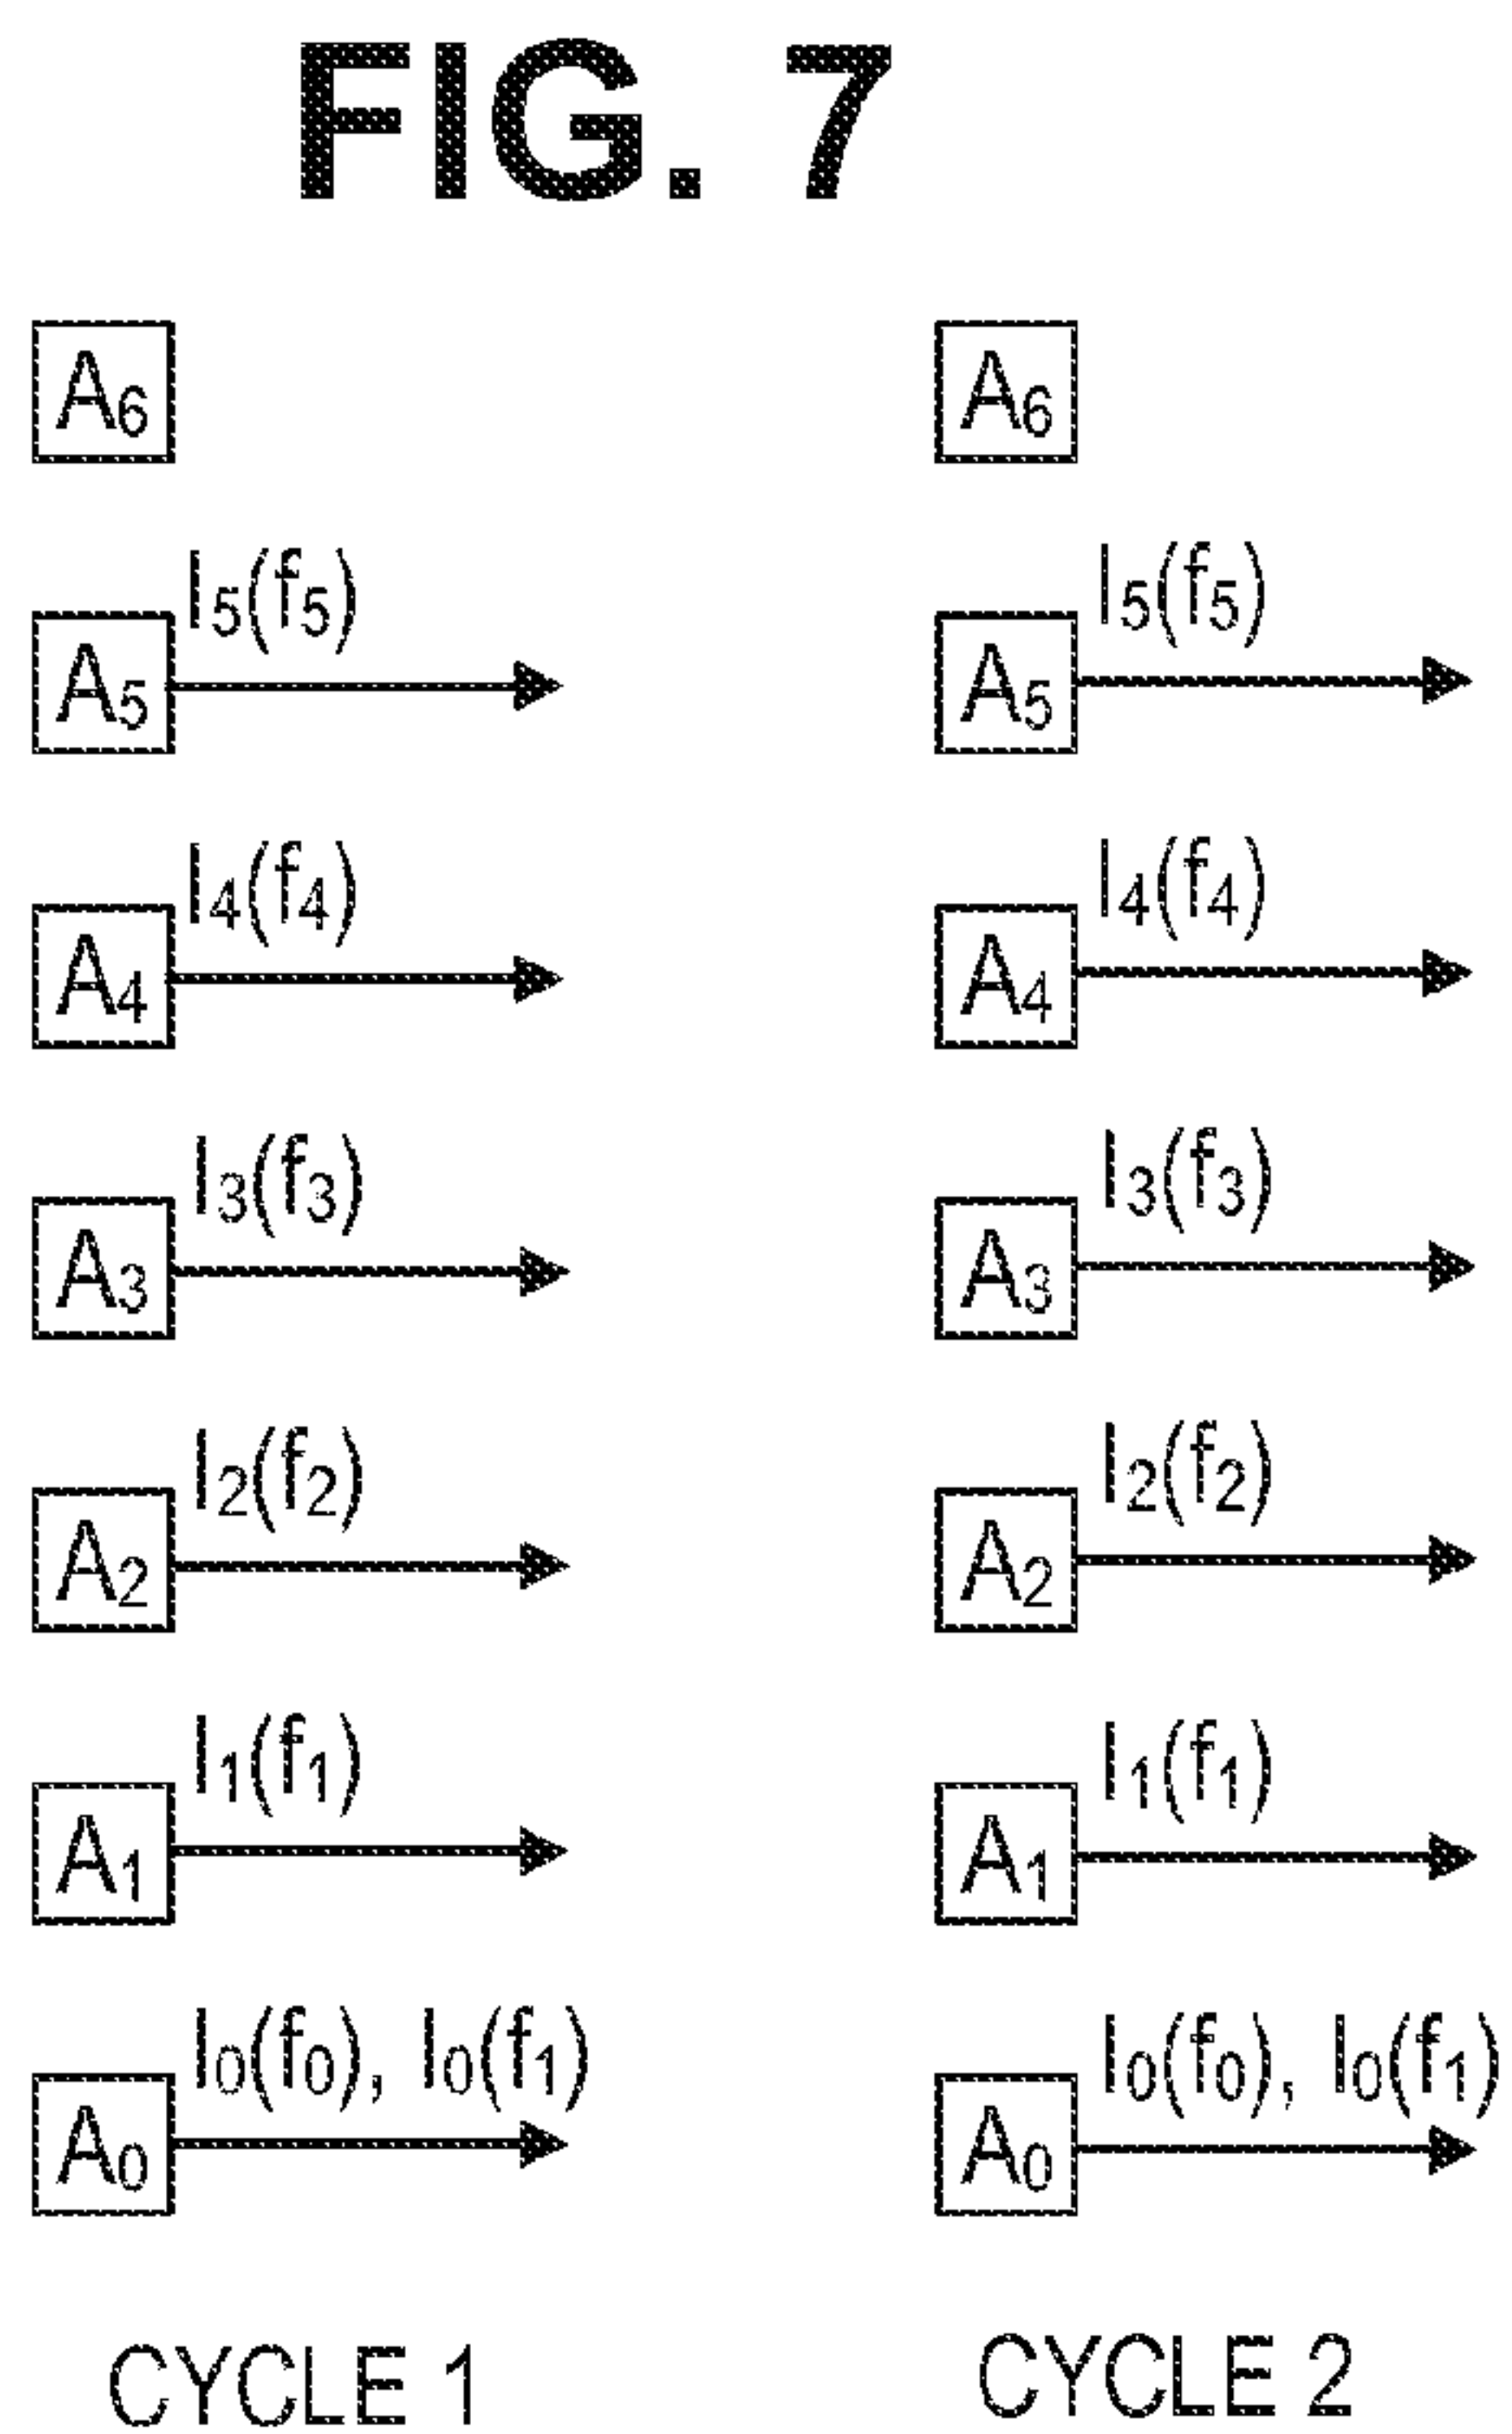 FIG. 7
A6 A6
I5(f5) I5(f5)
A5 A5
I4(f4) I4(f4)
A4 A4
I3(f3) I3(f3)
A3 A3
I2(f2) I2(f2)
A2 A2
I1(f1) I1(f1)
A1 A1
I0(f0), I0(f1) I0(f0), I0(f1)
A0 A0
CYCLE 1 CYCLE 2